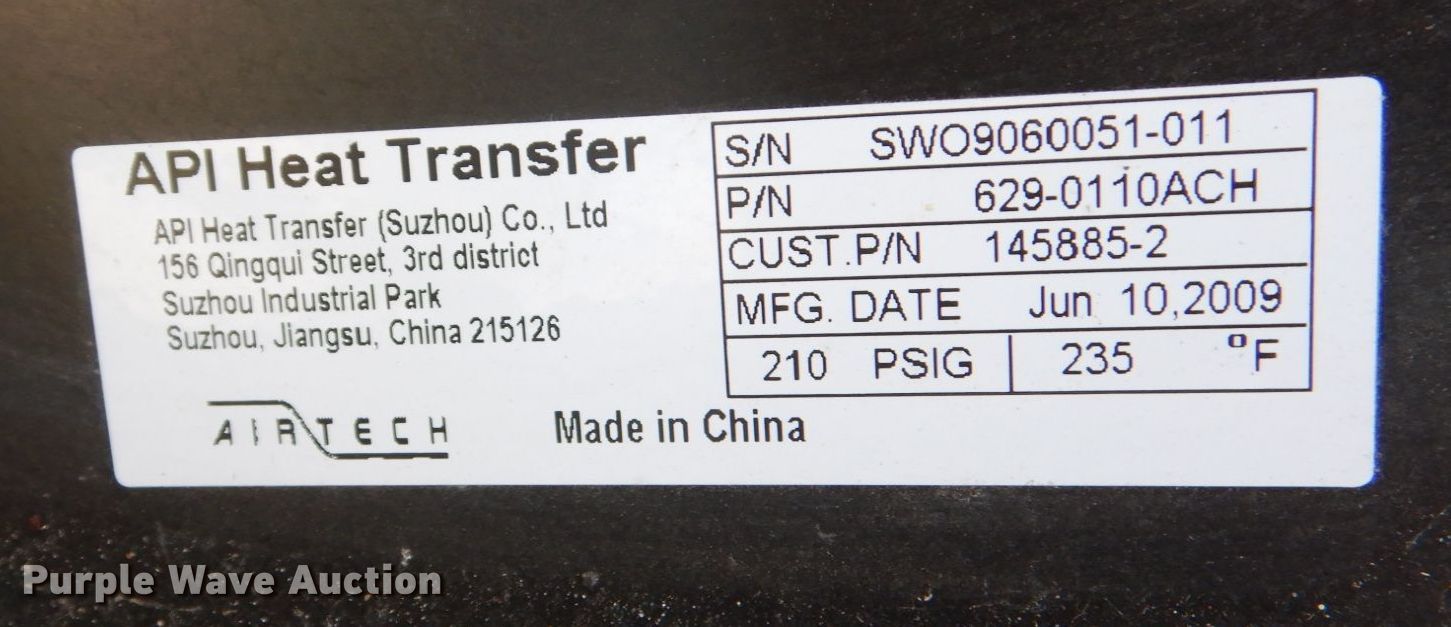 API Heat Transfer
API Heat Transfer (Suzhou) Co., Ltd
156 Qingqui Street, 3rd district
Suzhou Industrial Park
Suzhou, Jiangsu, China 215126
AIRTECH
Made in China
S/N SWO9060051-011
P/N 629-0110ACH
CUST.P/N 145885-2
MFG. DATE Jun 10,2009
210 PSIG 235 °F
Purple Wave Auction